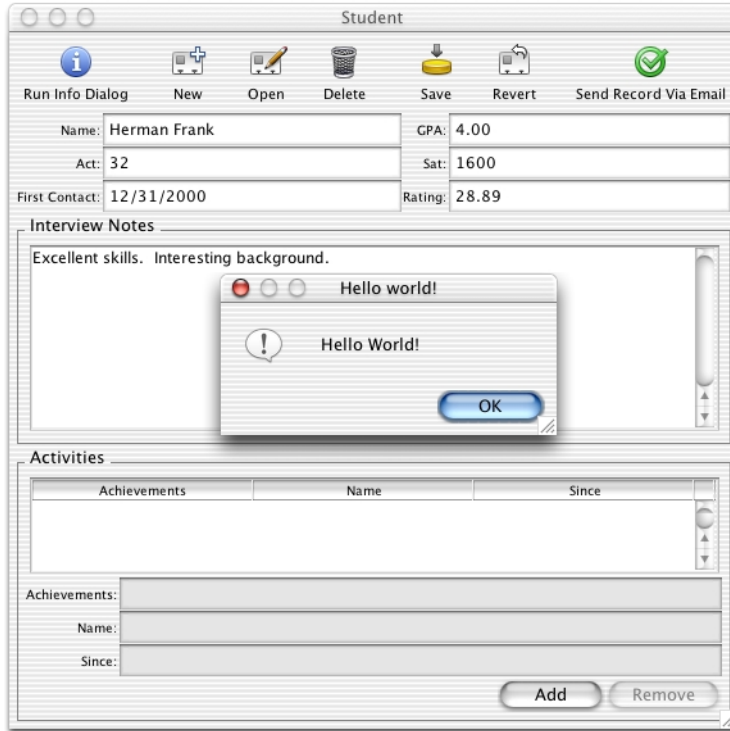 Student
Run Info Dialog New Open Delete Save Revert Send Record Via Email
Name: Herman Frank GPA: 4.00
Act: 32 Sat: 1600
First Contact: 12/31/2000 Rating: 28.89
Interview Notes
Excellent skills. Interesting background.
Hello world!
Hello World!
OK
Activities
Achievements Name Since
Achievements:
Name:
Since:
Add Remove